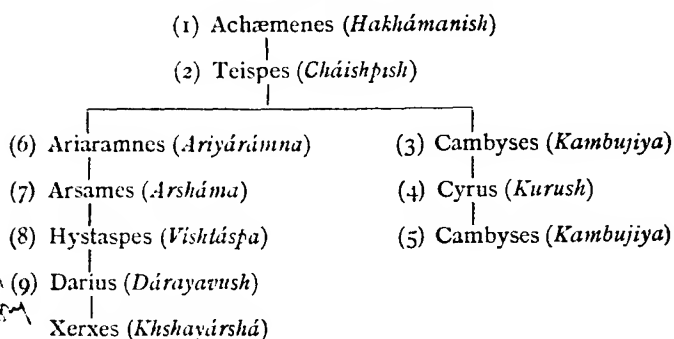 (1) Achæmenes (Hakhámanish)
(2) Teispes (Cháishpısh)
(6) Ariaramnes (Ariyárámna) (3) Cambyses (Kambujiya)
(7) Arsames (Arsháma) (4) Cyrus (Kurush)
(8) Hystaspes (Vishtáspa) (5) Cambyses (Kambujiya)
(9) Darius (Dárayavush)
Xerxes (Khshayárshá)